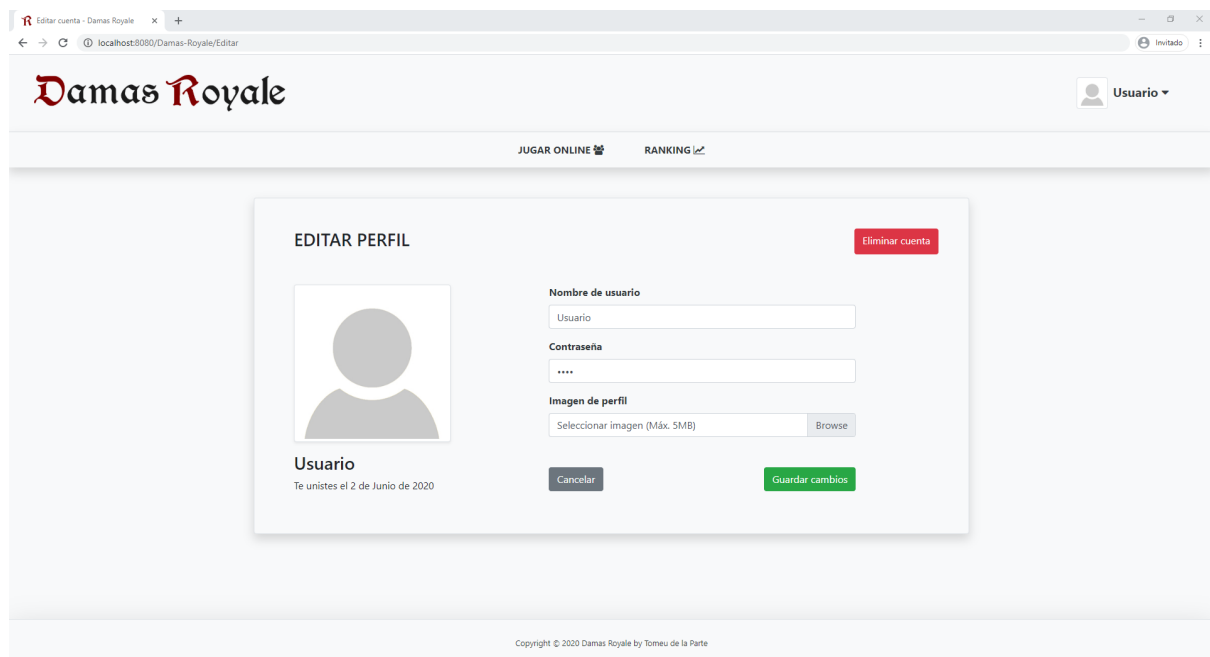 Editar cuenta - Damas Royale
localhost:8080/Damas-Royale/Editar
Invitado
Damas Royale
Usuario
JUGAR ONLINE RANKING
EDITAR PERFIL
Eliminar cuenta
Nombre de usuario
Usuario
Contraseña
••••
Imagen de perfil
Seleccionar imagen (Máx. 5MB) Browse
Usuario
Te unistes el 2 de Junio de 2020
Cancelar Guardar cambios
Copyright © 2020 Damas Royale by Tomeu de la Parte